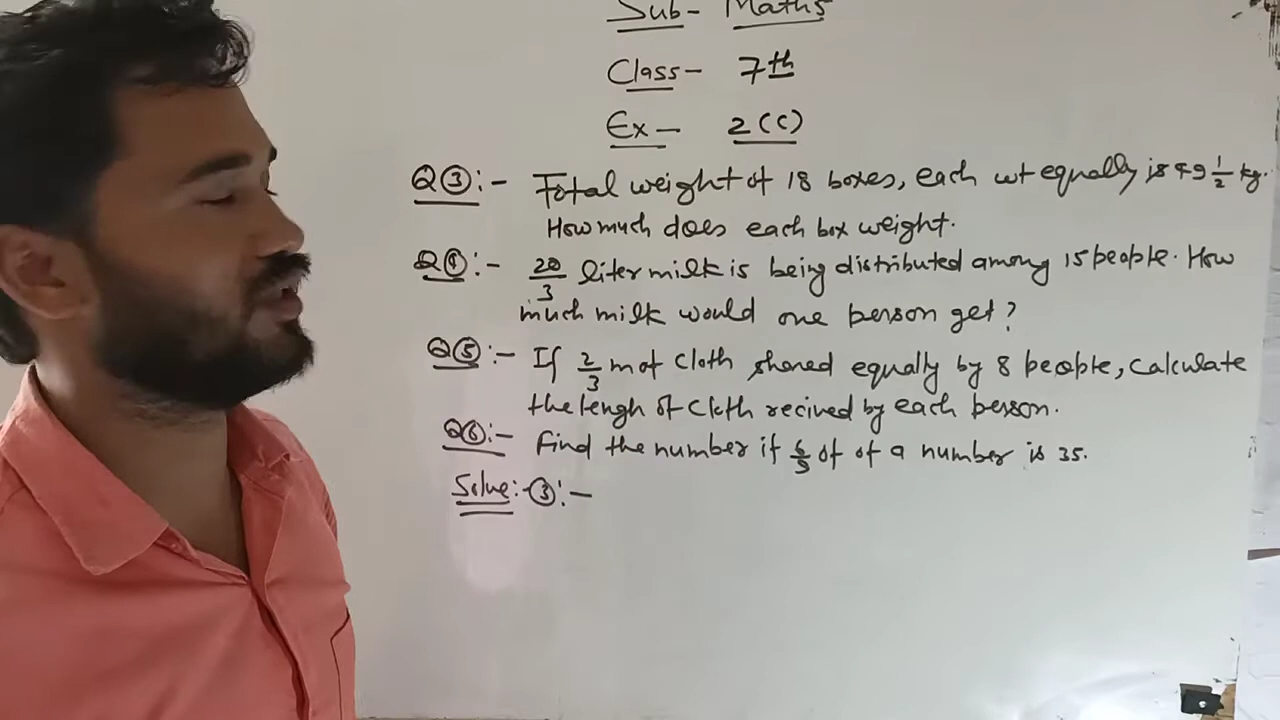 Sub- Maths
Class- 7th
Ex- 2(C)
Q③:- Total weight of 18 boxes, each wt equally is 49 1/2 kg.
How much does each box weight.
Q④:- 20/3 liter milk is being distributed among 15 people. How
much milk would one person get?
Q⑤:- If 2/3 m of cloth shared equally by 8 people, calculate
the lengh of cloth recived by each person.
Q⑥:- Find the number if of of a number is 35.
Solve:-③:-